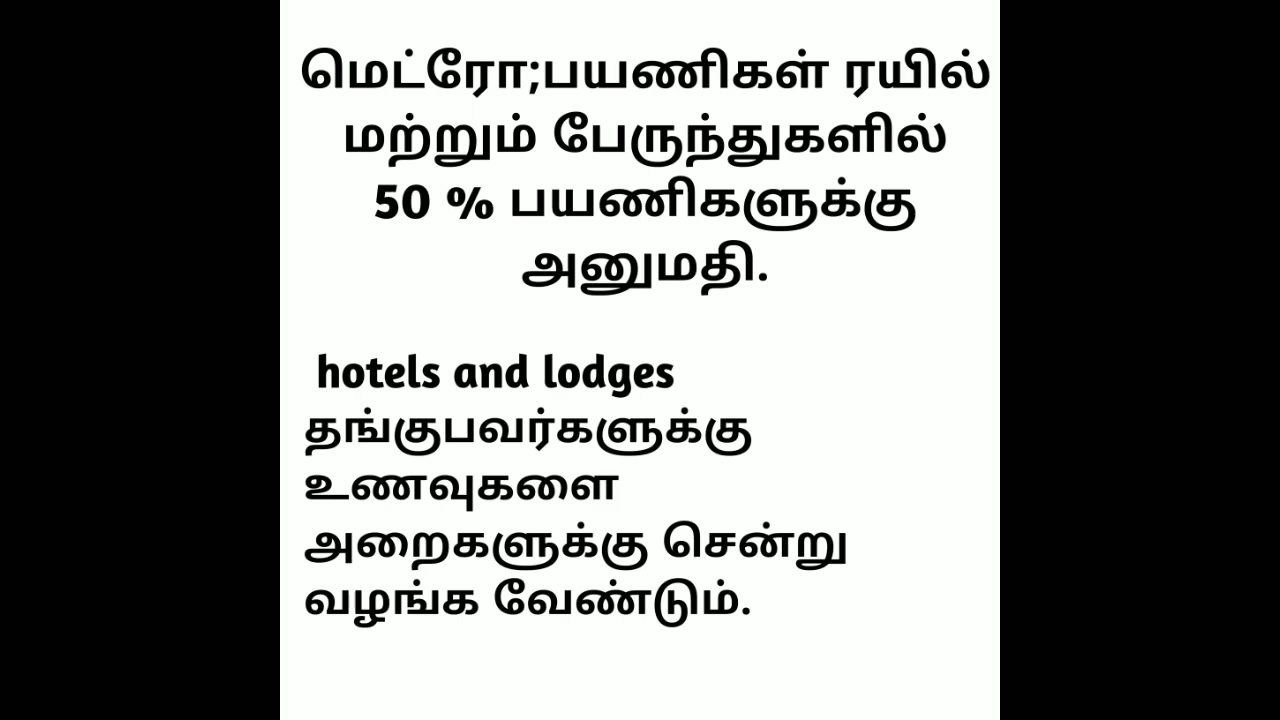 மெட்ரோ;பயணிகள் ரயில்
மற்றும் பேருந்துகளில்
50 % பயணிகளுக்கு
அனுமதி.
hotels and lodges
தங்குபவர்களுக்கு
உணவுகளை
அறைகளுக்கு சென்று
வழங்க வேண்டும்.